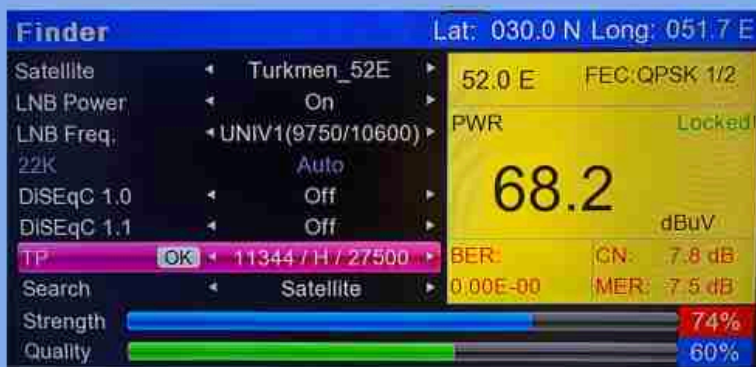 Finder
Lat: 030.0 N Long: 051.7 E
Satellite Turkmen_52E
LNB Power On
LNB Freq. UNIV1(9750/10600)
22K Auto
DiSEqC 1.0 Off
DiSEqC 1.1 Off
TP OK 11344 / H / 27500
Search Satellite
52.0 E FEC:QPSK 1/2
PWR Locked!
68.2
dBuV
BER: CN: 7.8 dB
0.00E-00 MER: 7.5 dB
Strength 74%
Quality 60%